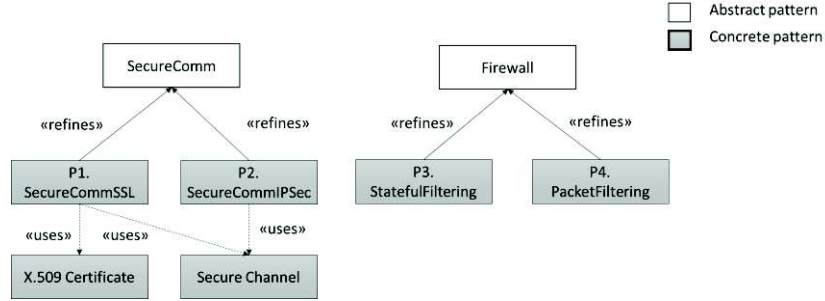 Abstract pattern
Concrete pattern
SecureComm
Firewall
«refines»
«refines»
«refines»
«refines»
P1.
SecureCommSSL
P2.
SecureCommIPSec
P3.
StatefulFiltering
P4.
PacketFiltering
«uses»
«uses»
«uses»
X.509 Certificate
Secure Channel